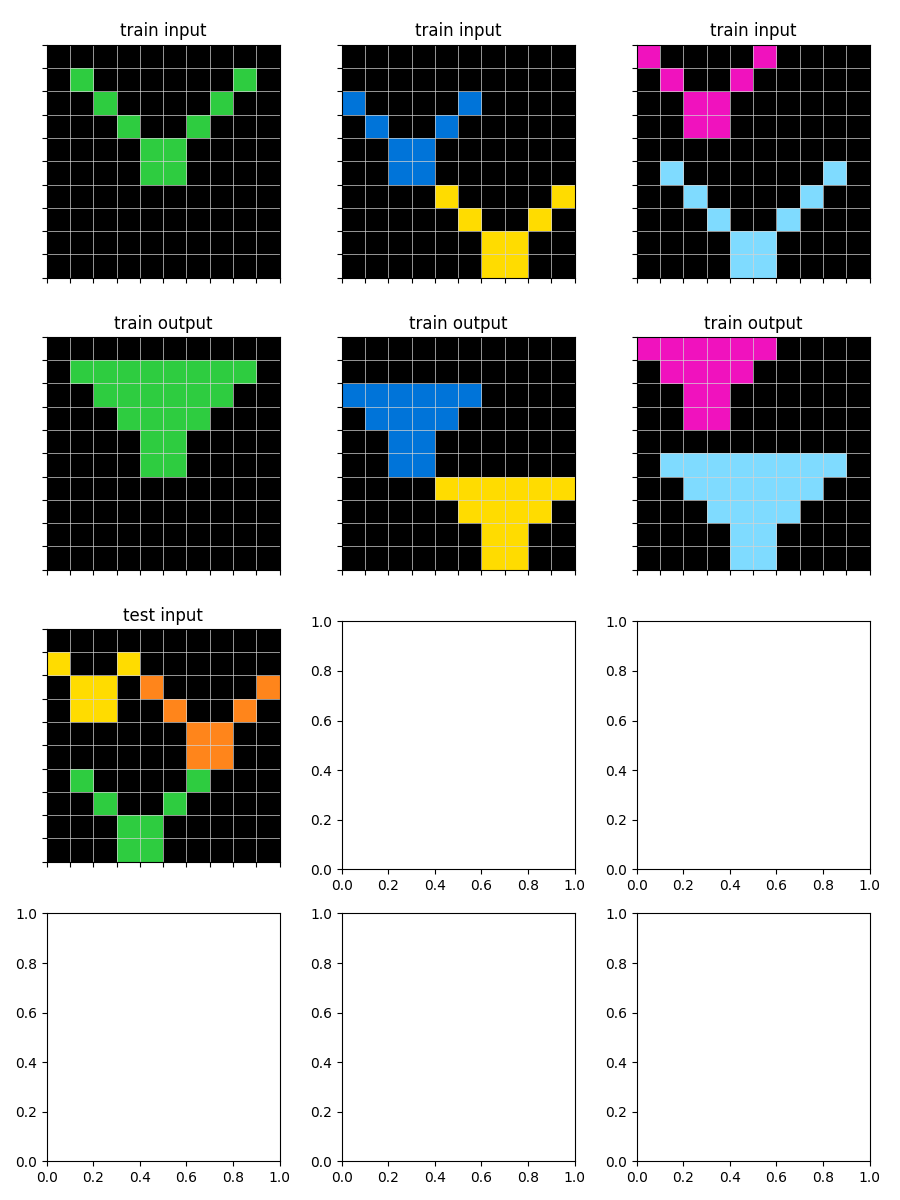 train input train input train input
train output train output train output
test input
1.0 1.0
0.8 0.8
0.6 0.6
0.4 0.4
0.2 0.2
0.0 0.0
0.0 0.2 0.4 0.6 0.8 1.0 0.0 0.2 0.4 0.6 0.8 1.0
1.0 1.0 1.0
0.8 0.8 0.8
0.6 0.6 0.6
0.4 0.4 0.4
0.2 0.2 0.2
0.0 0.0 0.0
0.0 0.2 0.4 0.6 0.8 1.0 0.0 0.2 0.4 0.6 0.8 1.0 0.0 0.2 0.4 0.6 0.8 1.0